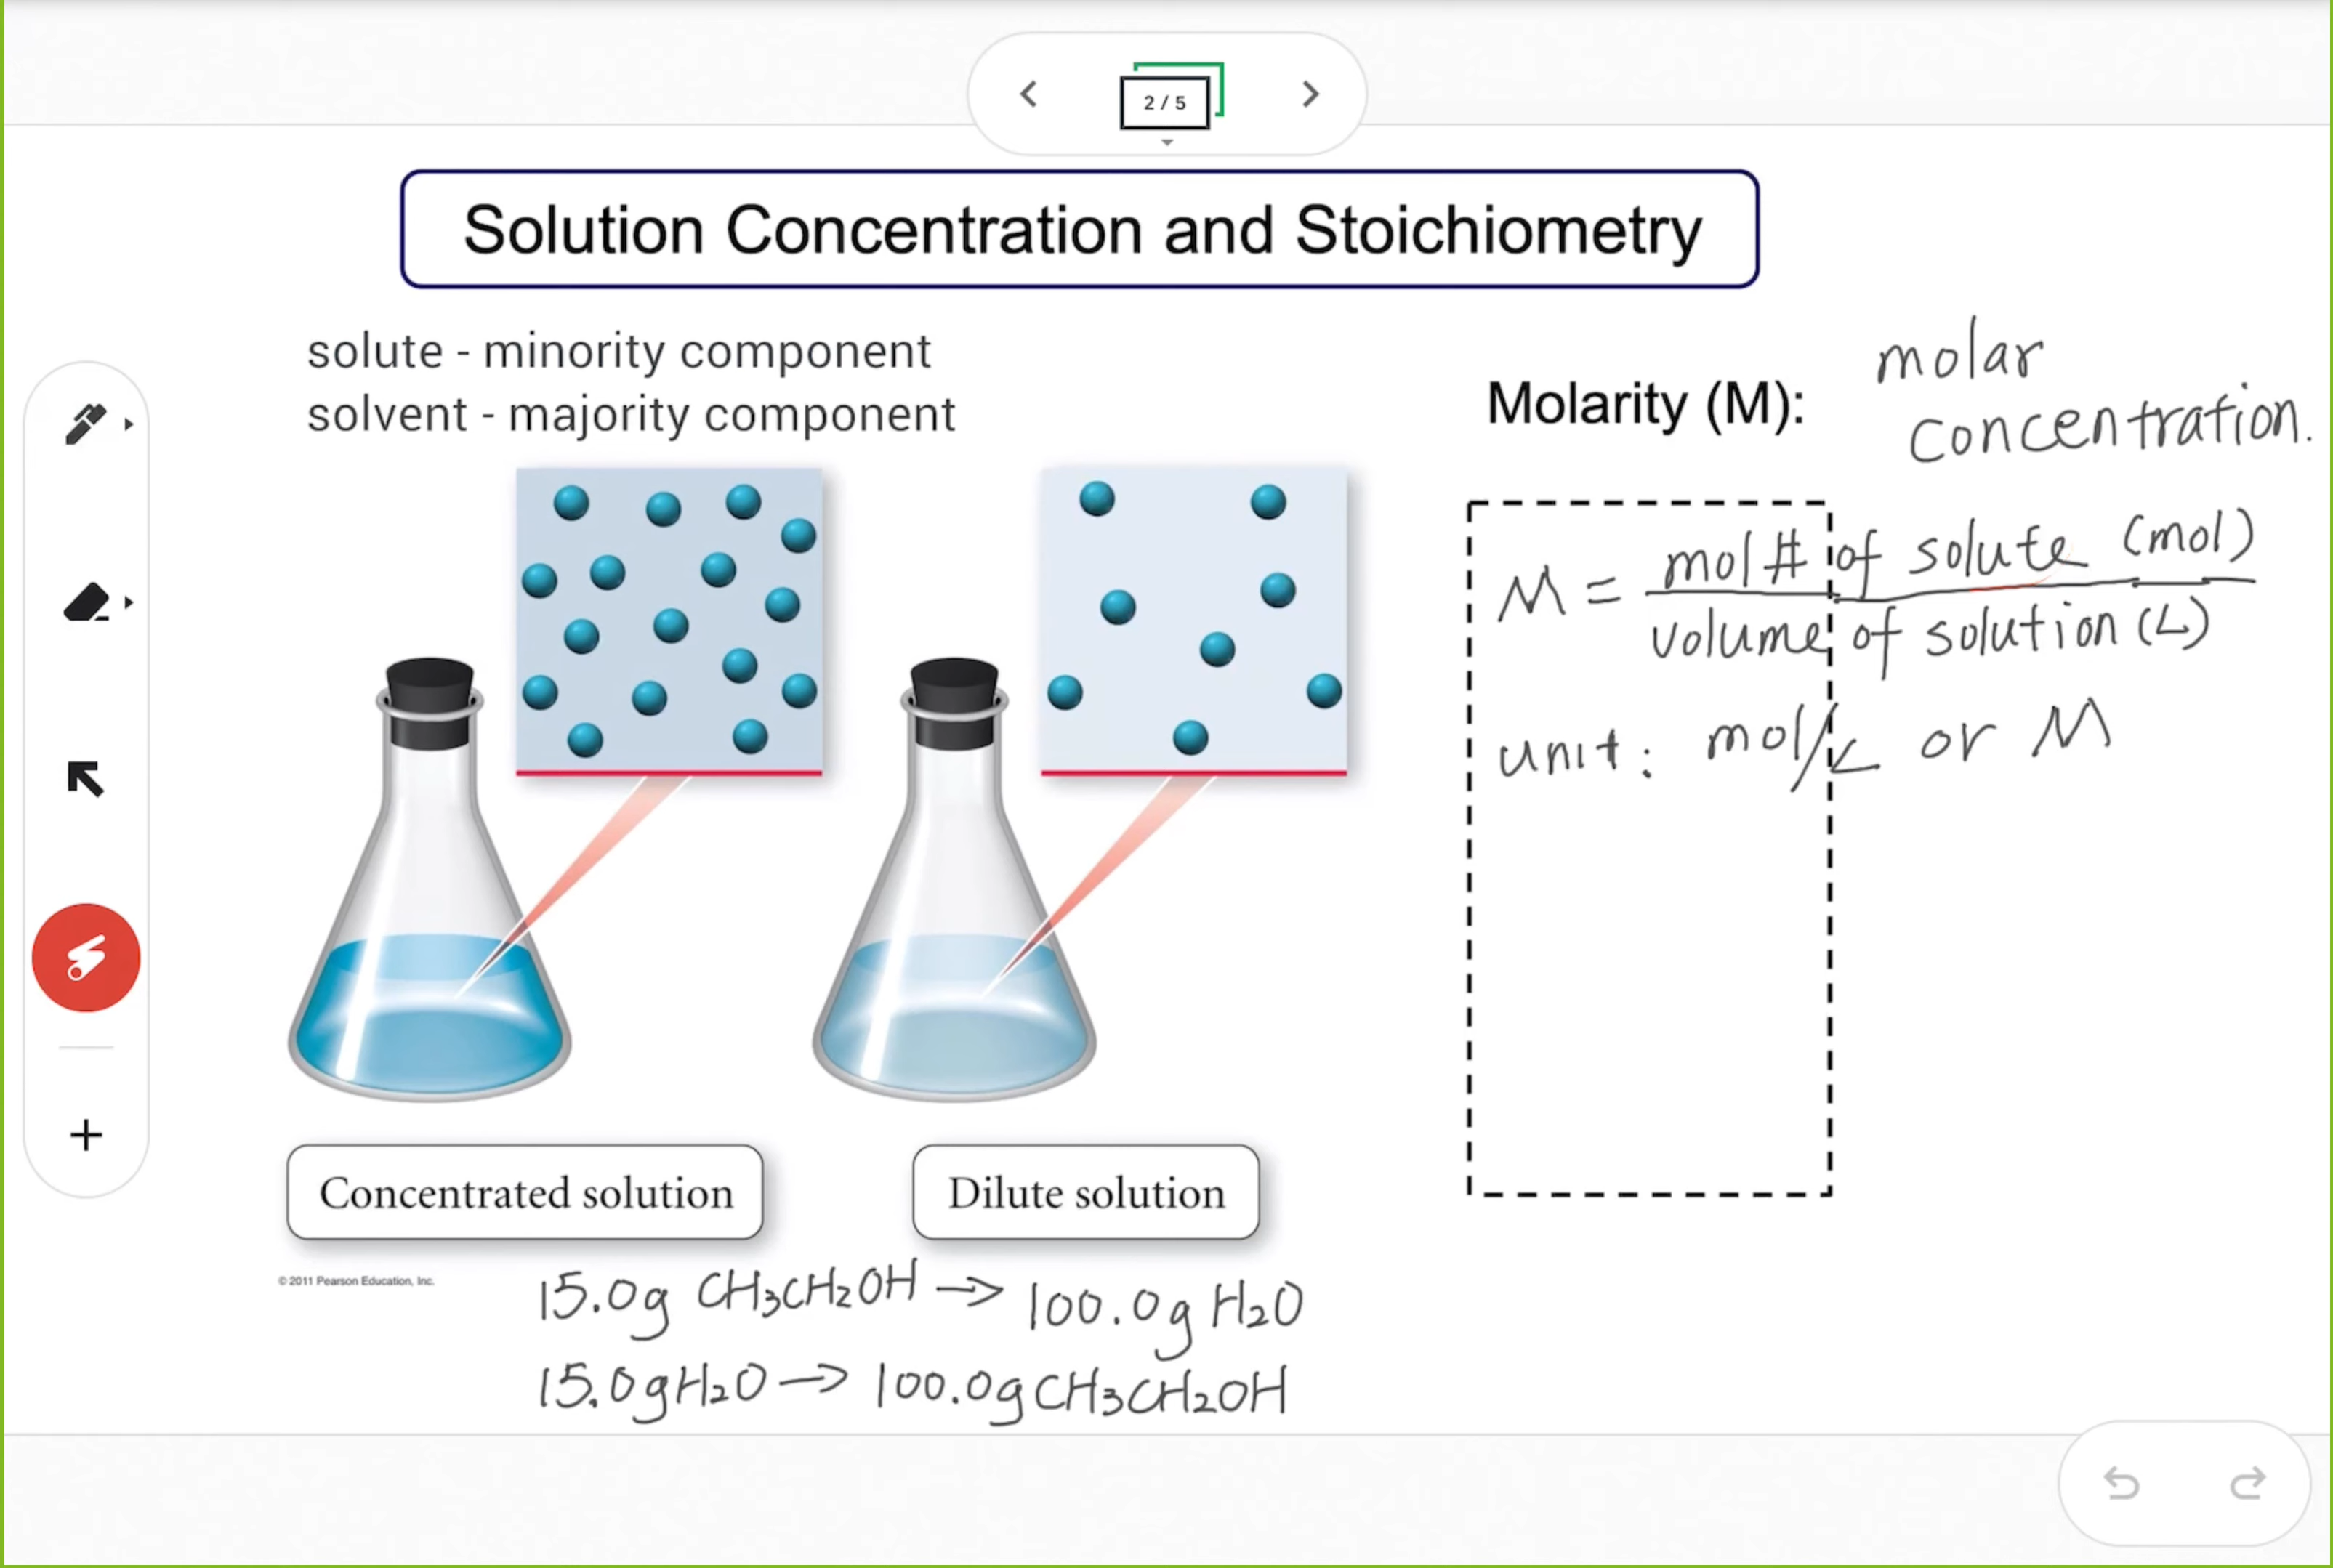 2 / 5
Solution Concentration and Stoichiometry
solute - minority component
solvent - majority component
Molarity (M):
molar
concentration.
M = mol# of solute (mol)
volume of solution (L)
unit: mol/L or M
Concentrated solution
Dilute solution
© 2011 Pearson Education, Inc.
15.0g CH₃CH₂OH → 100.0g H₂O
15.0g H₂O → 100.0g CH₃CH₂OH